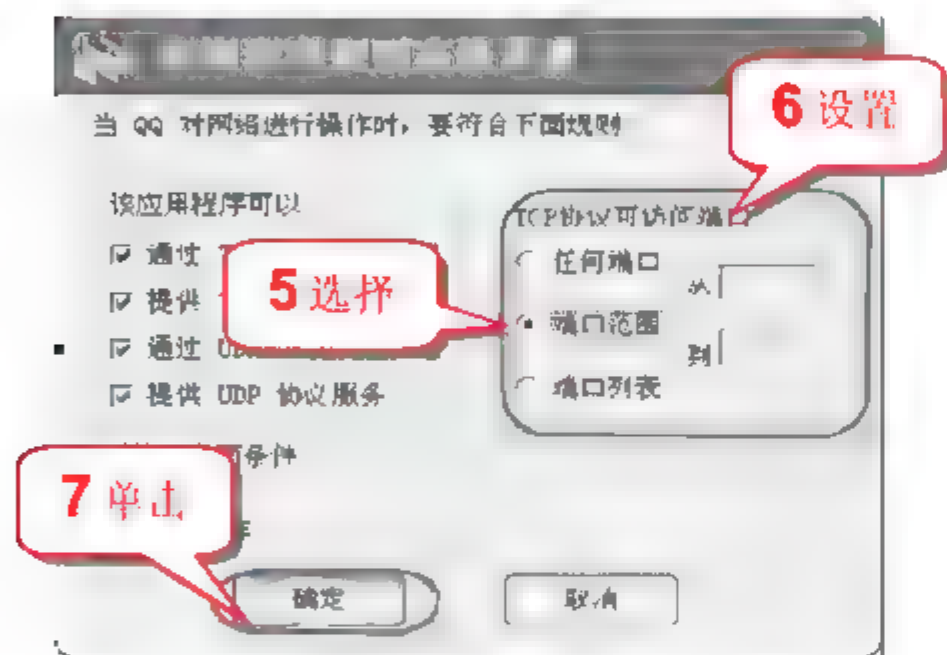 当 QQ 对网络进行操作时，要符合下面规则
6 设置
该应用程序可以
TCP协议可访问端口
通过
任何端口
从
5 选择
提供
端口范围
通过 UDP
到
提供 UDP 协议服务
端口列表
条件
7 单击
确定
取消